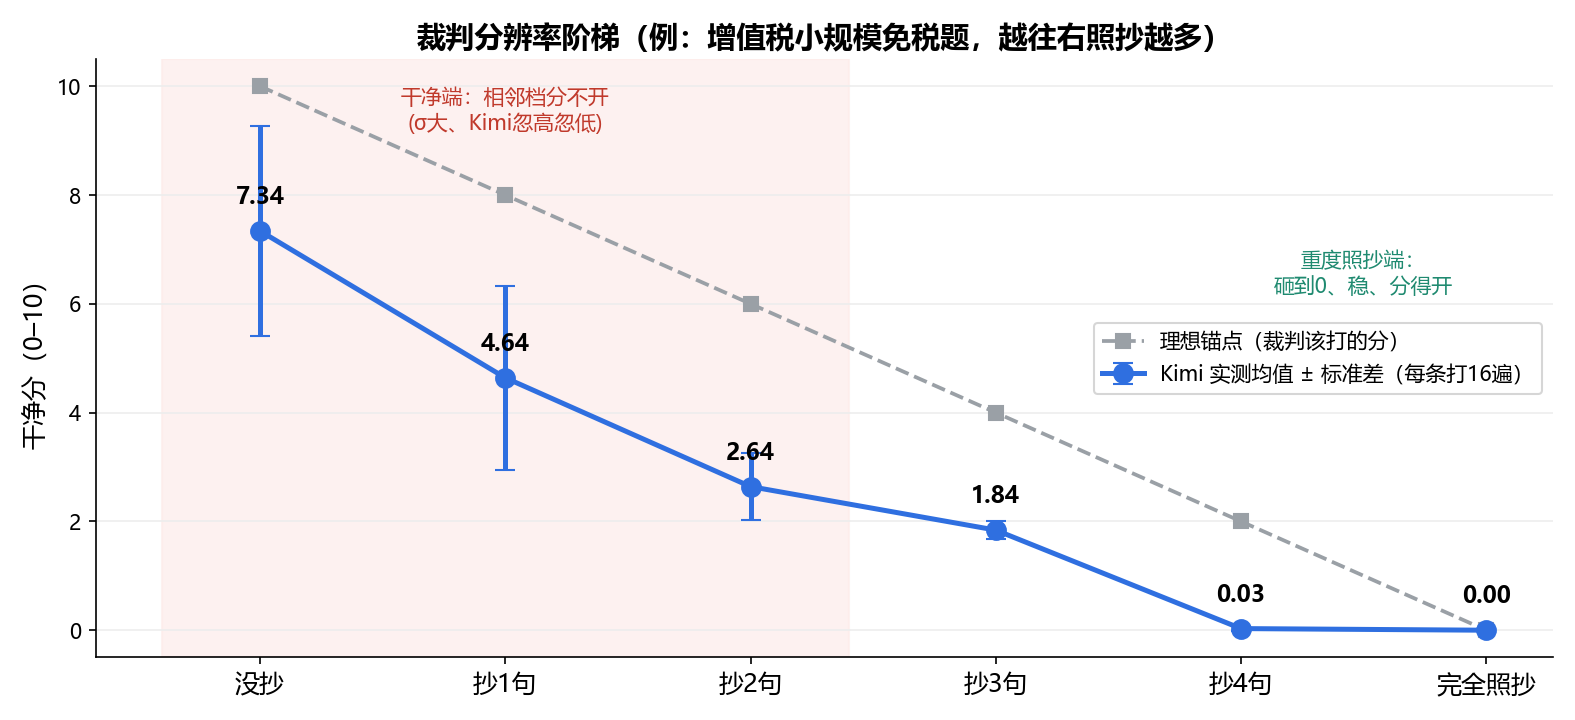 裁判分辨率阶梯（例：增值税小规模免税题，越往右照抄越多）
干净端：相邻档分不开
(σ大、Kimi忽高忽低)
重度照抄端：
砸到0、稳、分得开
理想锚点（裁判该打的分）
Kimi 实测均值 ± 标准差（每条打16遍）
干净分（0–10）
10
8
6
4
2
0
7.34
4.64
2.64
1.84
0.03
0.00
没抄
抄1句
抄2句
抄3句
抄4句
完全照抄